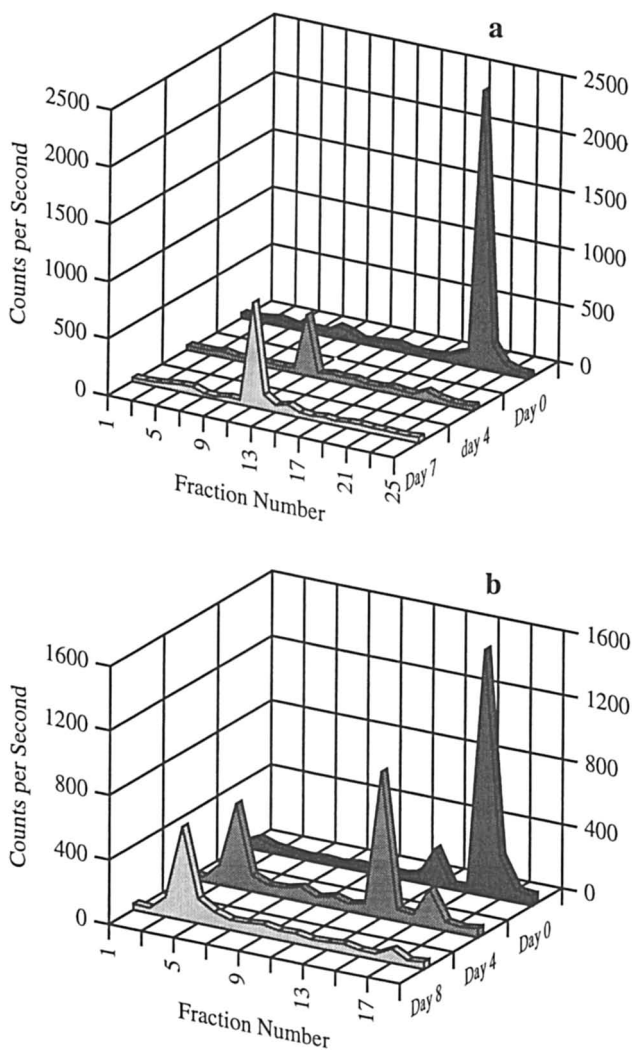 a
2500
2000
1500
1000
500
0
Counts per Second
2500
2000
1500
1000
500
0
1
5
9
13
17
21
25
Fraction Number
Day 7
day 4
Day 0
b
1600
1200
800
400
0
Counts per Second
1600
1200
800
400
0
1
5
9
13
17
Fraction Number
Day 8
Day 4
Day 0